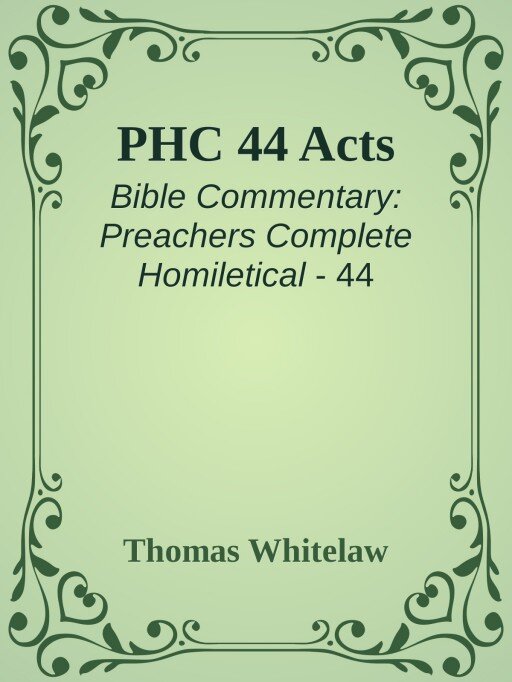 PHC 44 Acts
Bible Commentary:
Preachers Complete
Homiletical - 44
Thomas Whitelaw